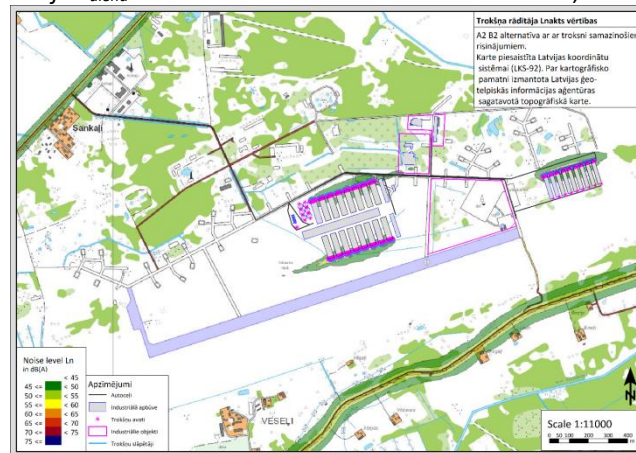 Trokšņa rādītāja Lnakts vērtības
A2 B2 alternatīva ar ar troksni samazinošiem
risinājumiem.
Karte piesaistīta Latvijas koordinātu
sistēmai (LKS-92). Par kartogrāfisko
pamatni izmantota Latvijas ģeo-
telpiskās informācijas aģentūras
sagatavotā topogrāfiskā karte.
Sankaļi
VESEĻI
Noise level Ln
in dB(A)
< 45
45 <= < 50
50 <= < 55
55 <= < 60
60 <= < 65
65 <= < 70
70 <= < 75
75 <=
Apzīmējumi
Autoceļi
Industriālā apbūve
Trokšņu avoti
Industriālie objekti
Trokšņu slāpētāji
N
Scale 1:11000
0 50 100 200 300 400
m